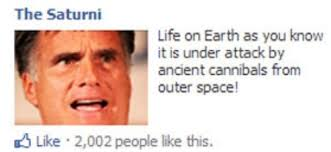 The Saturni
Life on Earth as you know
it is under attack by
ancient cannibals from
outer space!
Like · 2,002 people like this.